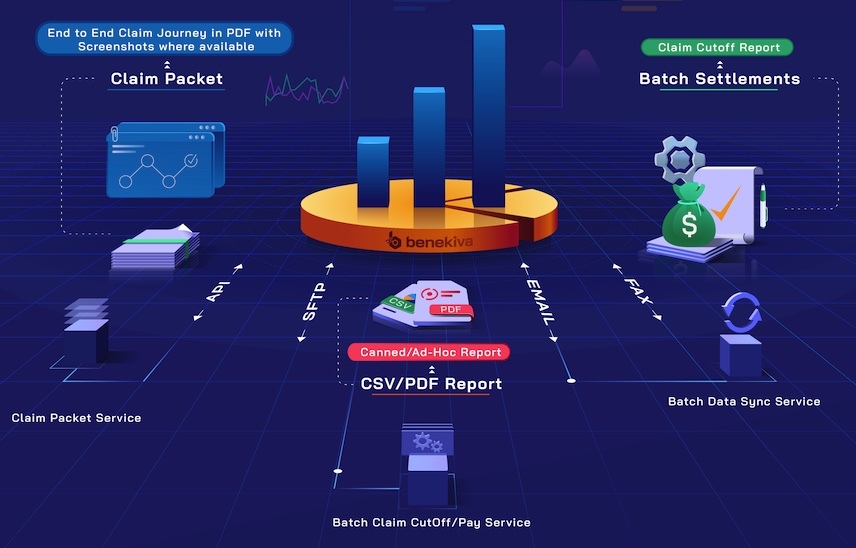 End to End Claim Journey in PDF with
Screenshots where available
Claim Packet
Claim Cutoff Report
Batch Settlements
$
benekiva
API
SFTP
EMAIL
FAX
CSV
PDF
Canned/Ad-Hoc Report
CSV/PDF Report
Claim Packet Service
Batch Data Sync Service
Batch Claim CutOff/Pay Service